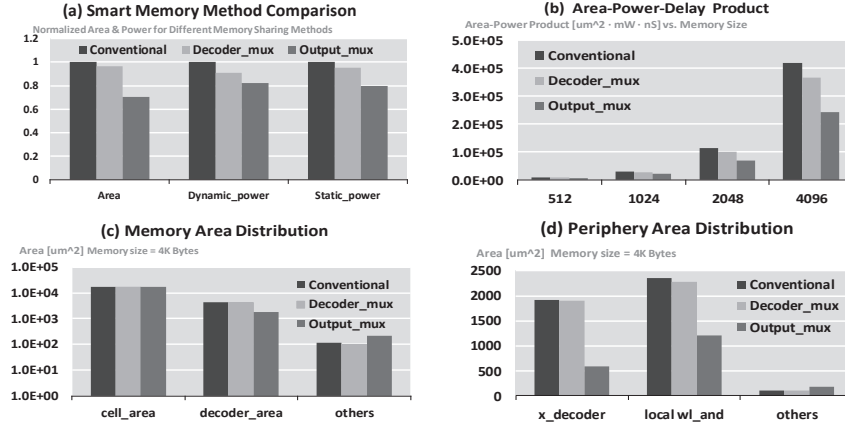 (a) Smart Memory Method Comparison
Normalized Area & Power for Different Memory Sharing Methods
1.2
1
0.8
0.6
0.4
0.2
0
Conventional Decoder_mux Output_mux
Area Dynamic_power Static_power
(b) Area-Power-Delay Product
Area-Power Product [um^2 · mW · nS] vs. Memory Size
5.0E+05
4.0E+05
3.0E+05
2.0E+05
1.0E+05
0.0E+00
Conventional
Decoder_mux
Output_mux
512 1024 2048 4096
(c) Memory Area Distribution
Area [um^2] Memory size = 4K Bytes
1.0E+05
1.0E+04
1.0E+03
1.0E+02
1.0E+01
1.0E+00
Conventional
Decoder_mux
Output_mux
cell_area decoder_area others
(d) Periphery Area Distribution
Area [um^2] Memory size = 4K Bytes
2500
2000
1500
1000
500
0
Conventional
Decoder_mux
Output_mux
x_decoder local wl_and others